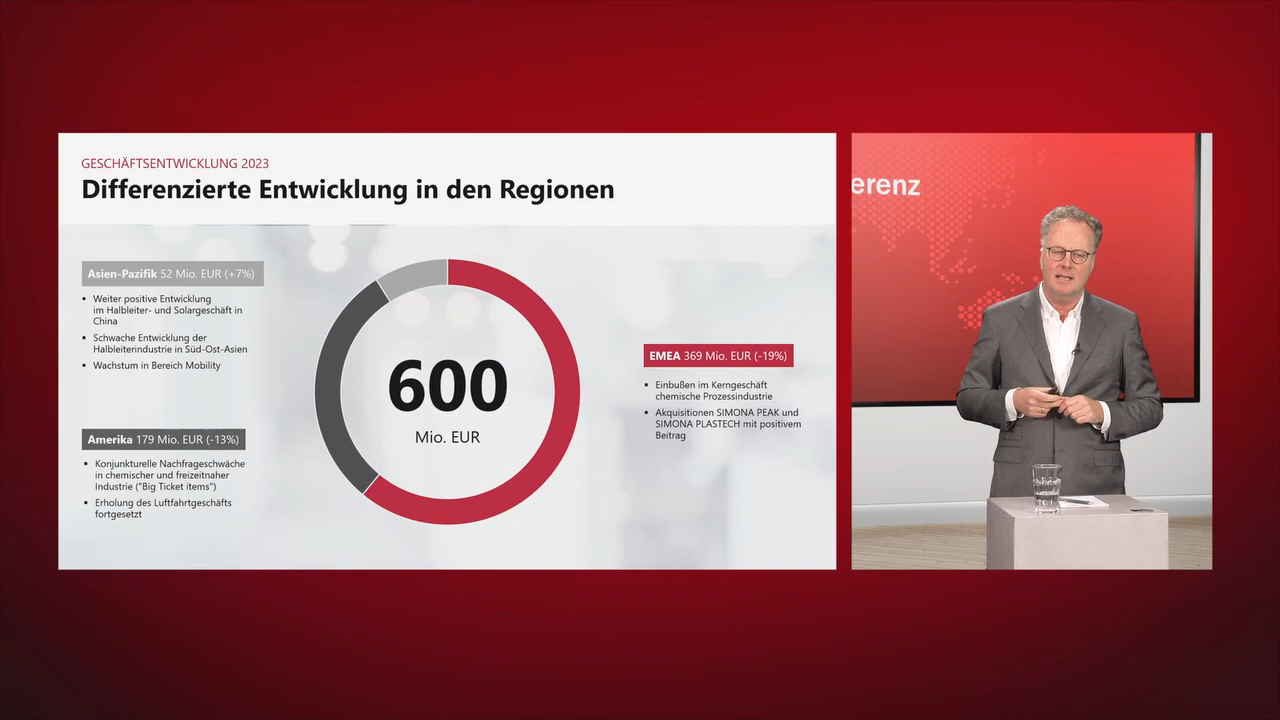 GESCHÄFTSENTWICKLUNG 2023
Differenzierte Entwicklung in den Regionen
Asien-Pazifik 52 Mio. EUR (+7%)
▪ Weiter positive Entwicklung
im Halbleiter- und Solargeschäft in
China
▪ Schwache Entwicklung der
Halbleiterindustrie in Süd-Ost-Asien
▪ Wachstum in Bereich Mobility
Amerika 179 Mio. EUR (-13%)
▪ Konjunkturelle Nachfrageschwäche
in chemischer und freizeitnaher
Industrie ("Big Ticket items")
▪ Erholung des Luftfahrtgeschäfts
fortgesetzt
600
Mio. EUR
EMEA 369 Mio. EUR (-19%)
▪ Einbußen im Kerngeschäft
chemische Prozessindustrie
▪ Akquisitionen SIMONA PEAK und
SIMONA PLASTECH mit positivem
Beitrag
erenz